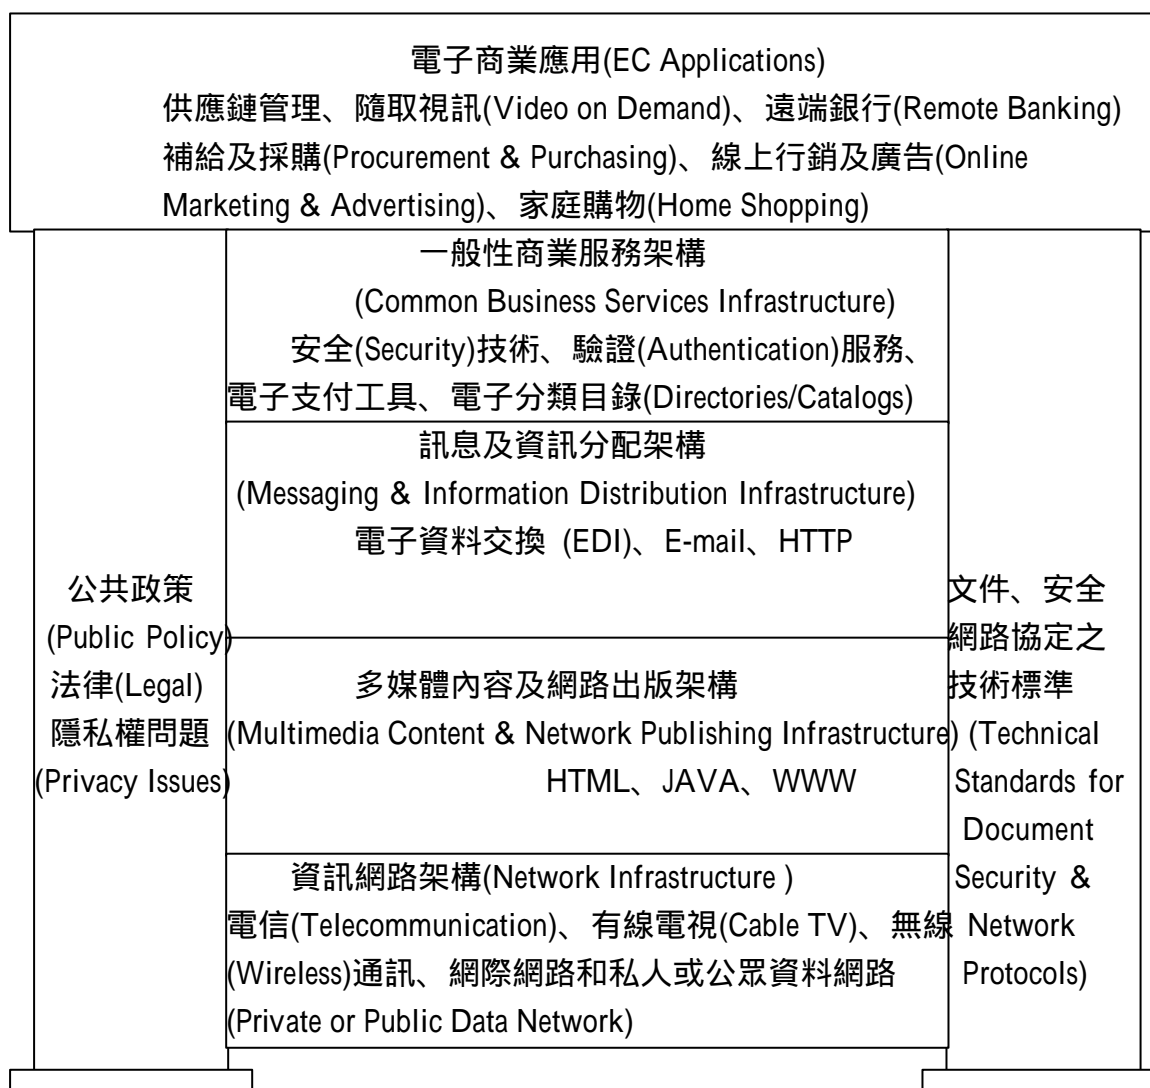 電子商業應用(EC Applications)
供應鏈管理、隨取視訊(Video on Demand)、遠端銀行(Remote Banking)
補給及採購(Procurement & Purchasing)、線上行銷及廣告(Online
Marketing & Advertising)、家庭購物(Home Shopping)
一般性商業服務架構
(Common Business Services Infrastructure)
安全(Security)技術、驗證(Authentication)服務、
電子支付工具、電子分類目錄(Directories/Catalogs)
訊息及資訊分配架構
(Messaging & Information Distribution Infrastructure)
電子資料交換 (EDI)、E-mail、HTTP
多媒體內容及網路出版架構
(Multimedia Content & Network Publishing Infrastructure)
HTML、JAVA、WWW
資訊網路架構(Network Infrastructure )
電信(Telecommunication)、有線電視(Cable TV)、無線
(Wireless)通訊、網際網路和私人或公眾資料網路
(Private or Public Data Network)
公共政策
(Public Policy)
法律(Legal)
隱私權問題
(Privacy Issues)
文件、安全
網路協定之
技術標準
(Technical
Standards for
Document
Security &
Network
Protocols)